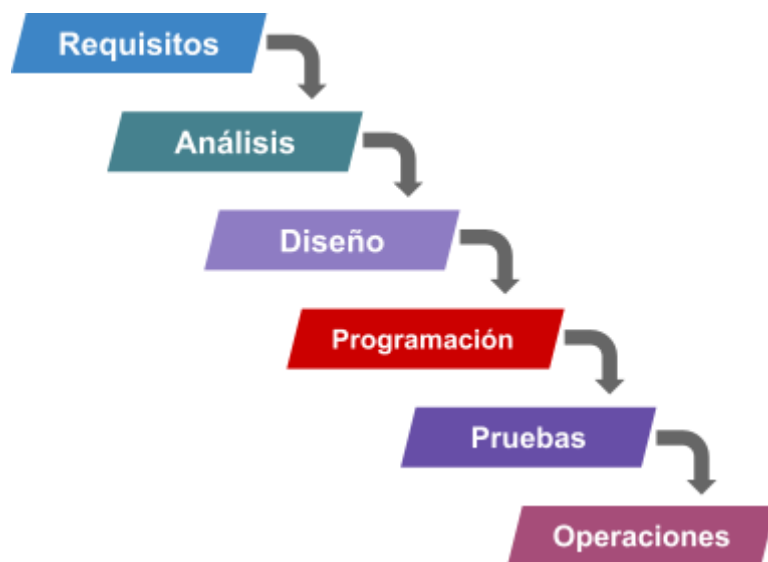 Requisitos
Análisis
Diseño
Programación
Pruebas
Operaciones